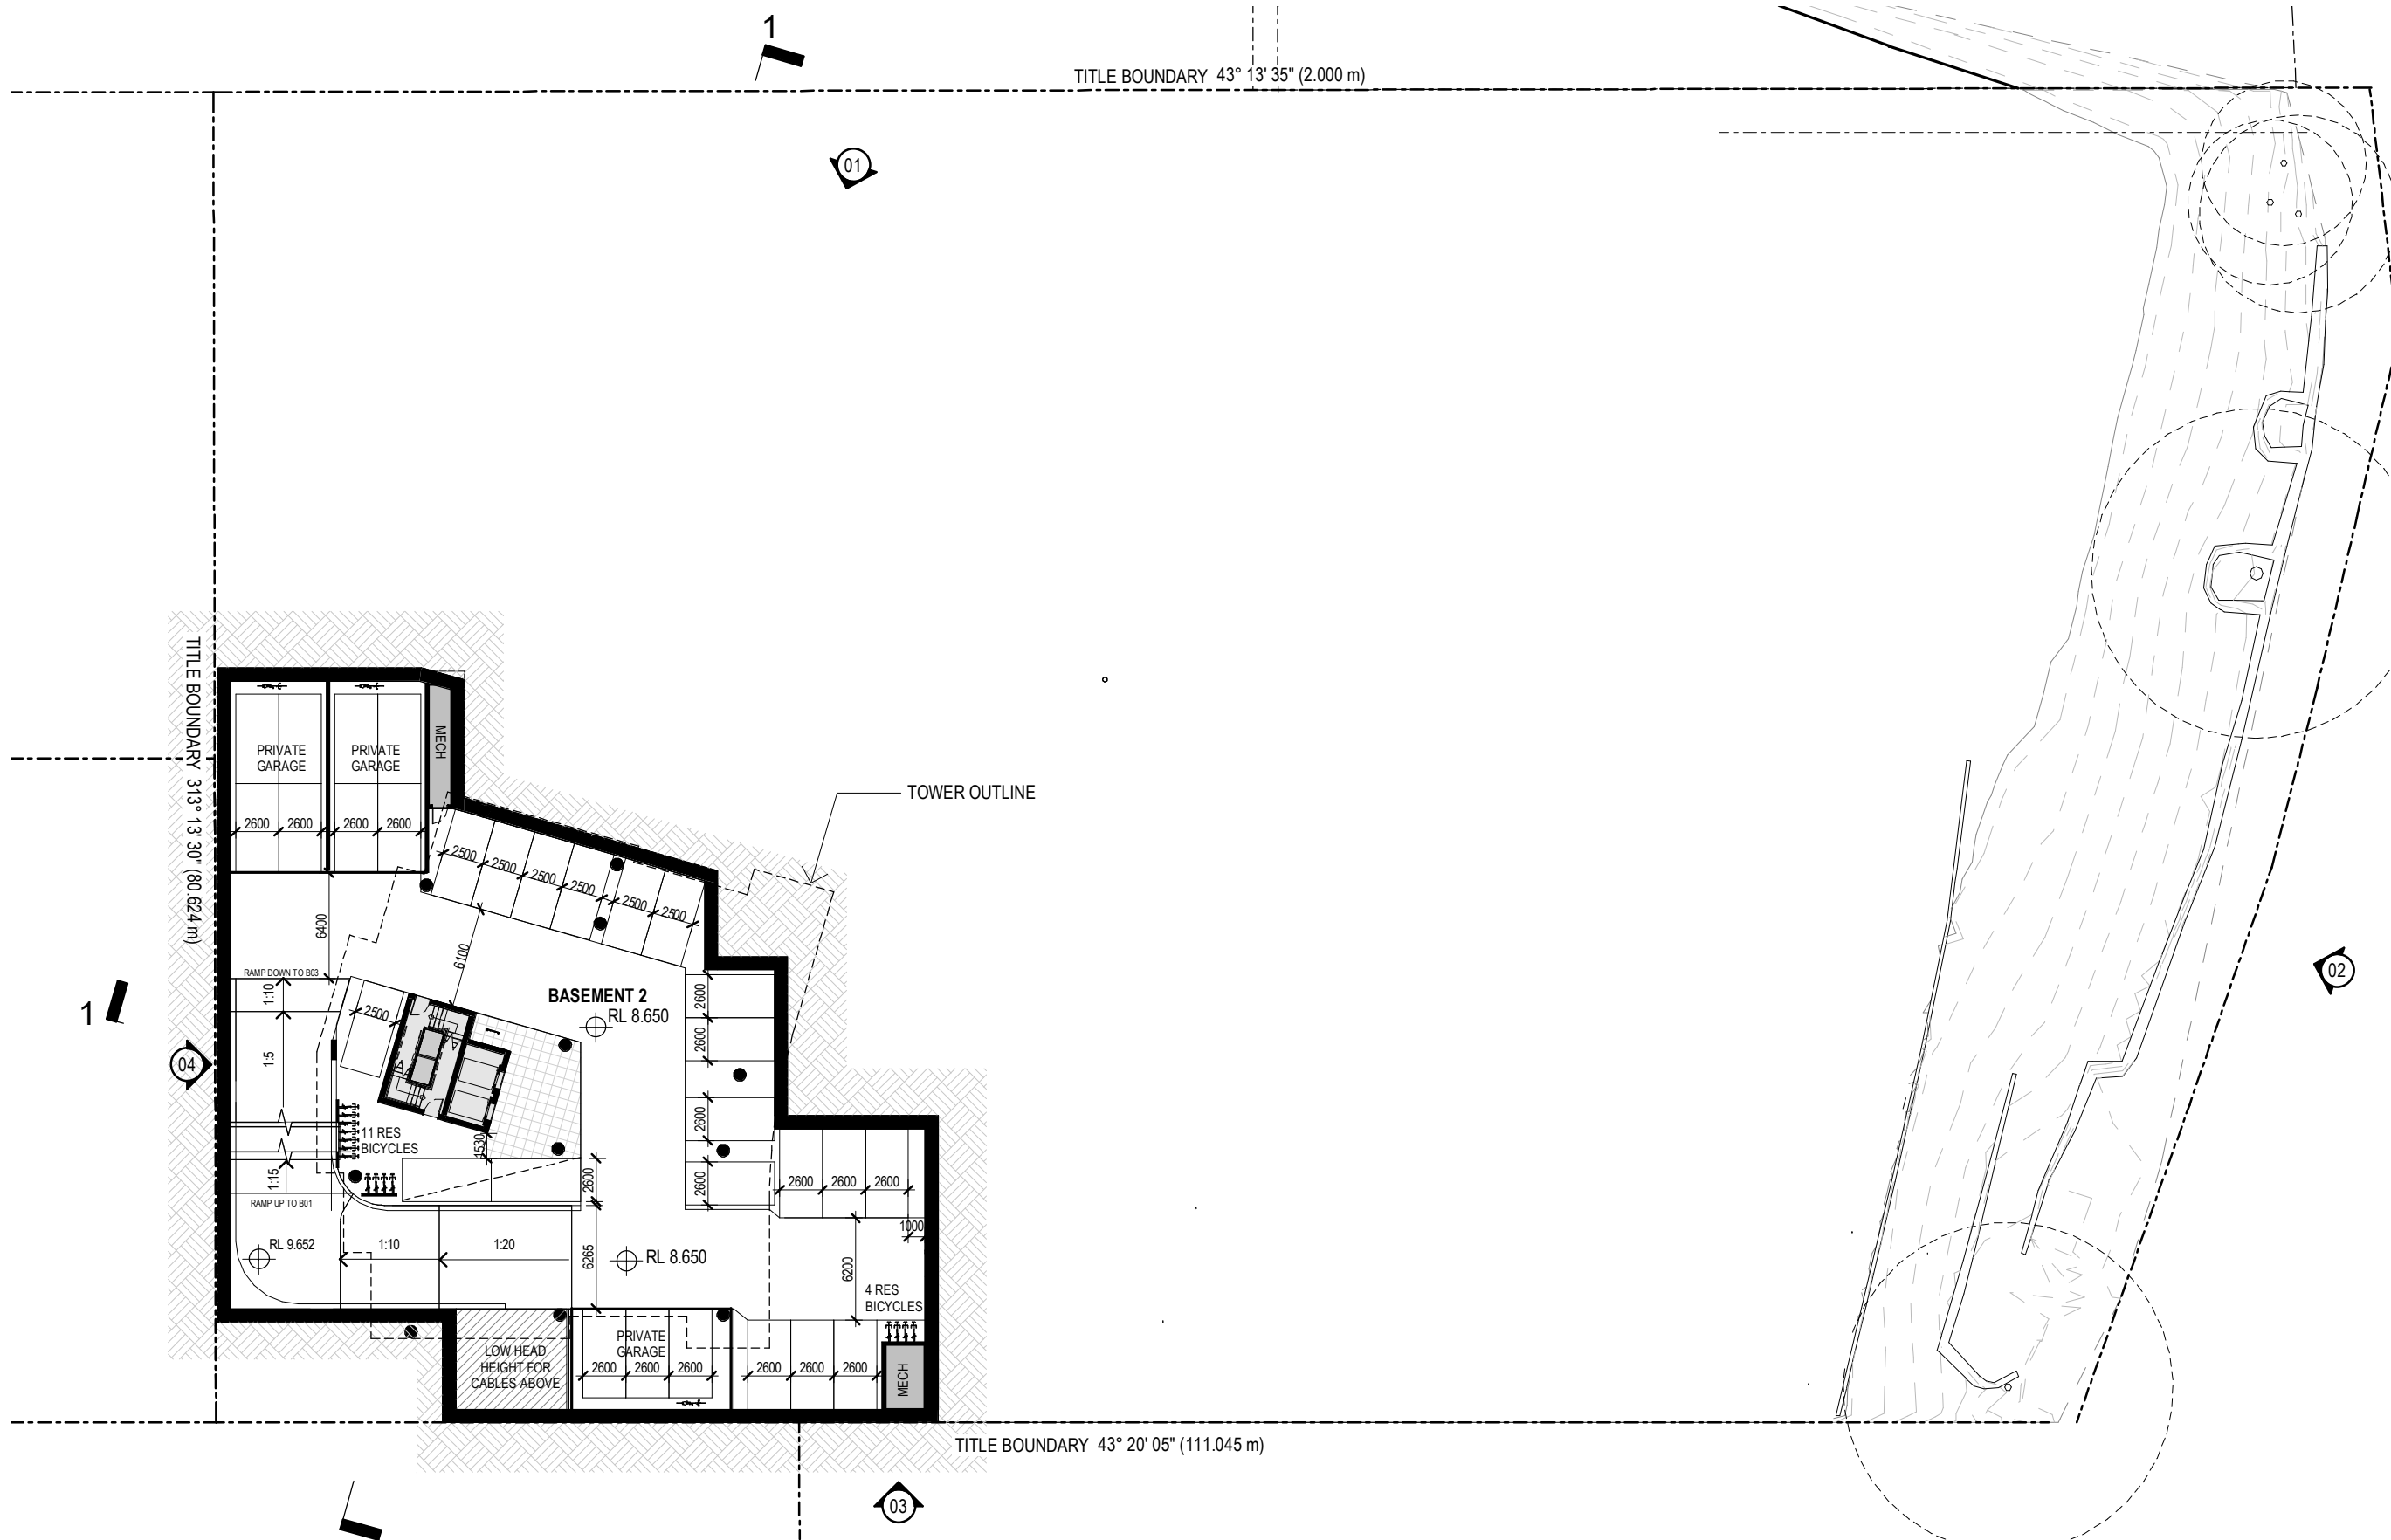 1
TITLE BOUNDARY 43° 13' 35" (2.000 m)
01
TITLE BOUNDARY 313° 13' 30" (80.624 m)
PRIVATE
GARAGE
PRIVATE
GARAGE
MECH
TOWER OUTLINE
2600
2600
2600
2600
2500
2500
2500
2500
2500
2500
6400
6100
RAMP DOWN TO B03
1:10
2500
BASEMENT 2
RL 8.650
2600
2600
02
1
04
1:5
11 RES
BICYCLES
1530
2600
2600
1:15
2600
2600
2600
2600
2600
RAMP UP TO B01
1000
RL 9.652
1:10
1:20
6265
RL 8.650
6200
4 RES
BICYCLES
LOW HEAD
HEIGHT FOR
CABLES ABOVE
PRIVATE
GARAGE
2600
2600
2600
2600
2600
2600
MECH
TITLE BOUNDARY 43° 20' 05" (111.045 m)
03